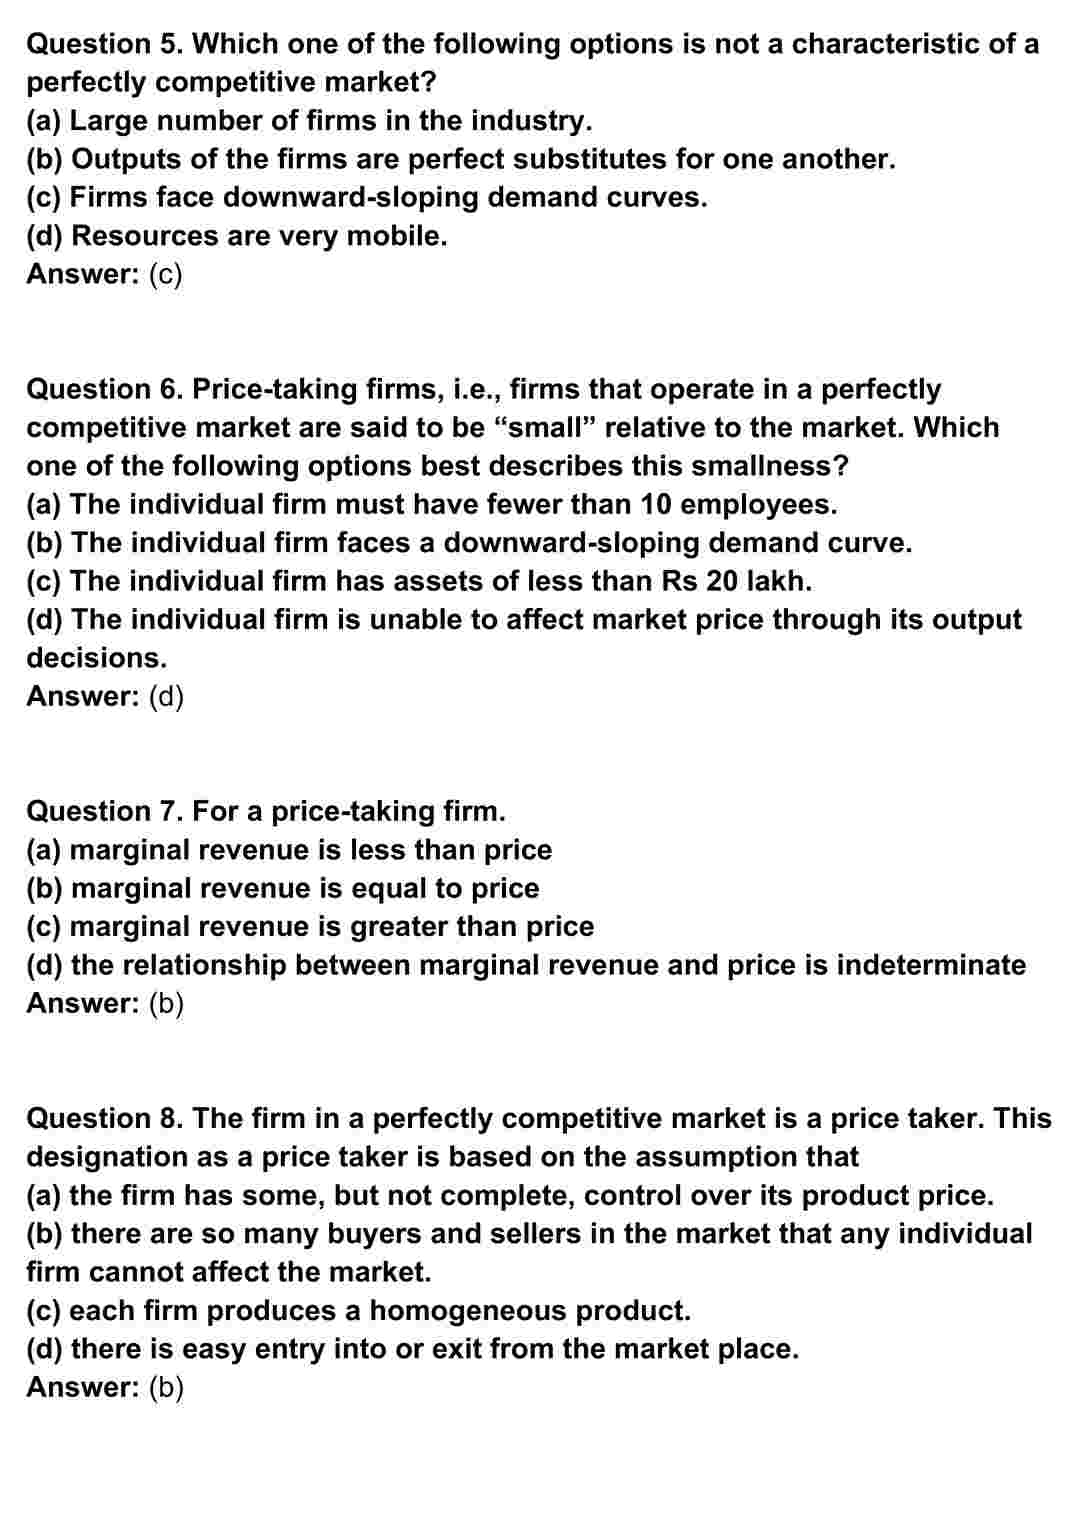 Question 5. Which one of the following options is not a characteristic of a
perfectly competitive market?
(a) Large number of firms in the industry.
(b) Outputs of the firms are perfect substitutes for one another.
(c) Firms face downward-sloping demand curves.
(d) Resources are very mobile.
Answer: (c)
Question 6. Price-taking firms, i.e., firms that operate in a perfectly
competitive market are said to be “small” relative to the market. Which
one of the following options best describes this smallness?
(a) The individual firm must have fewer than 10 employees.
(b) The individual firm faces a downward-sloping demand curve.
(c) The individual firm has assets of less than Rs 20 lakh.
(d) The individual firm is unable to affect market price through its output
decisions.
Answer: (d)
Question 7. For a price-taking firm.
(a) marginal revenue is less than price
(b) marginal revenue is equal to price
(c) marginal revenue is greater than price
(d) the relationship between marginal revenue and price is indeterminate
Answer: (b)
Question 8. The firm in a perfectly competitive market is a price taker. This
designation as a price taker is based on the assumption that
(a) the firm has some, but not complete, control over its product price.
(b) there are so many buyers and sellers in the market that any individual
firm cannot affect the market.
(c) each firm produces a homogeneous product.
(d) there is easy entry into or exit from the market place.
Answer: (b)